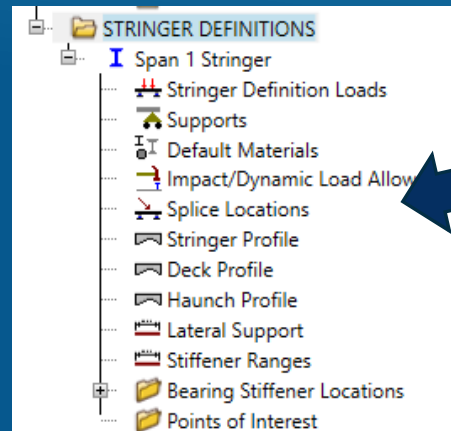 STRINGER DEFINITIONS
Span 1 Stringer
Stringer Definition Loads
Supports
Default Materials
Impact/Dynamic Load Allow
Splice Locations
Stringer Profile
Deck Profile
Haunch Profile
Lateral Support
Stiffener Ranges
Bearing Stiffener Locations
Points of Interest